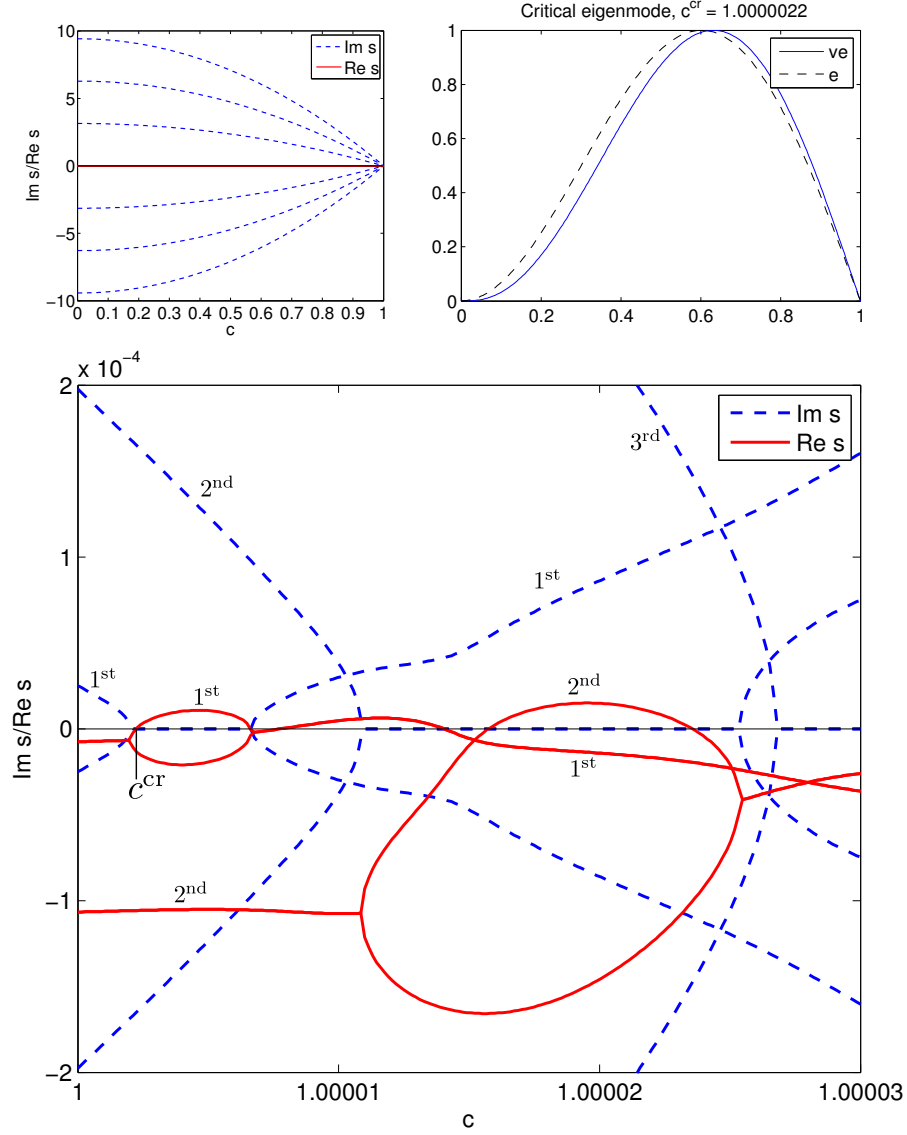 10
5
0
−5
−10
Im s/Re s
0
0.1
0.2
0.3
0.4
0.5
0.6
0.7
0.8
0.9
1
c
Im s
Re s
Critical eigenmode, c^cr = 1.0000022
1
0.8
0.6
0.4
0.2
0
0
0.2
0.4
0.6
0.8
1
ve
e
x 10^−4
2
1
0
−1
−2
Im s/Re s
Im s
Re s
3^rd
2^nd
1^st
1^st
1^st
2^nd
1^st
c^cr
2^nd
1
1.00001
1.00002
1.00003
c